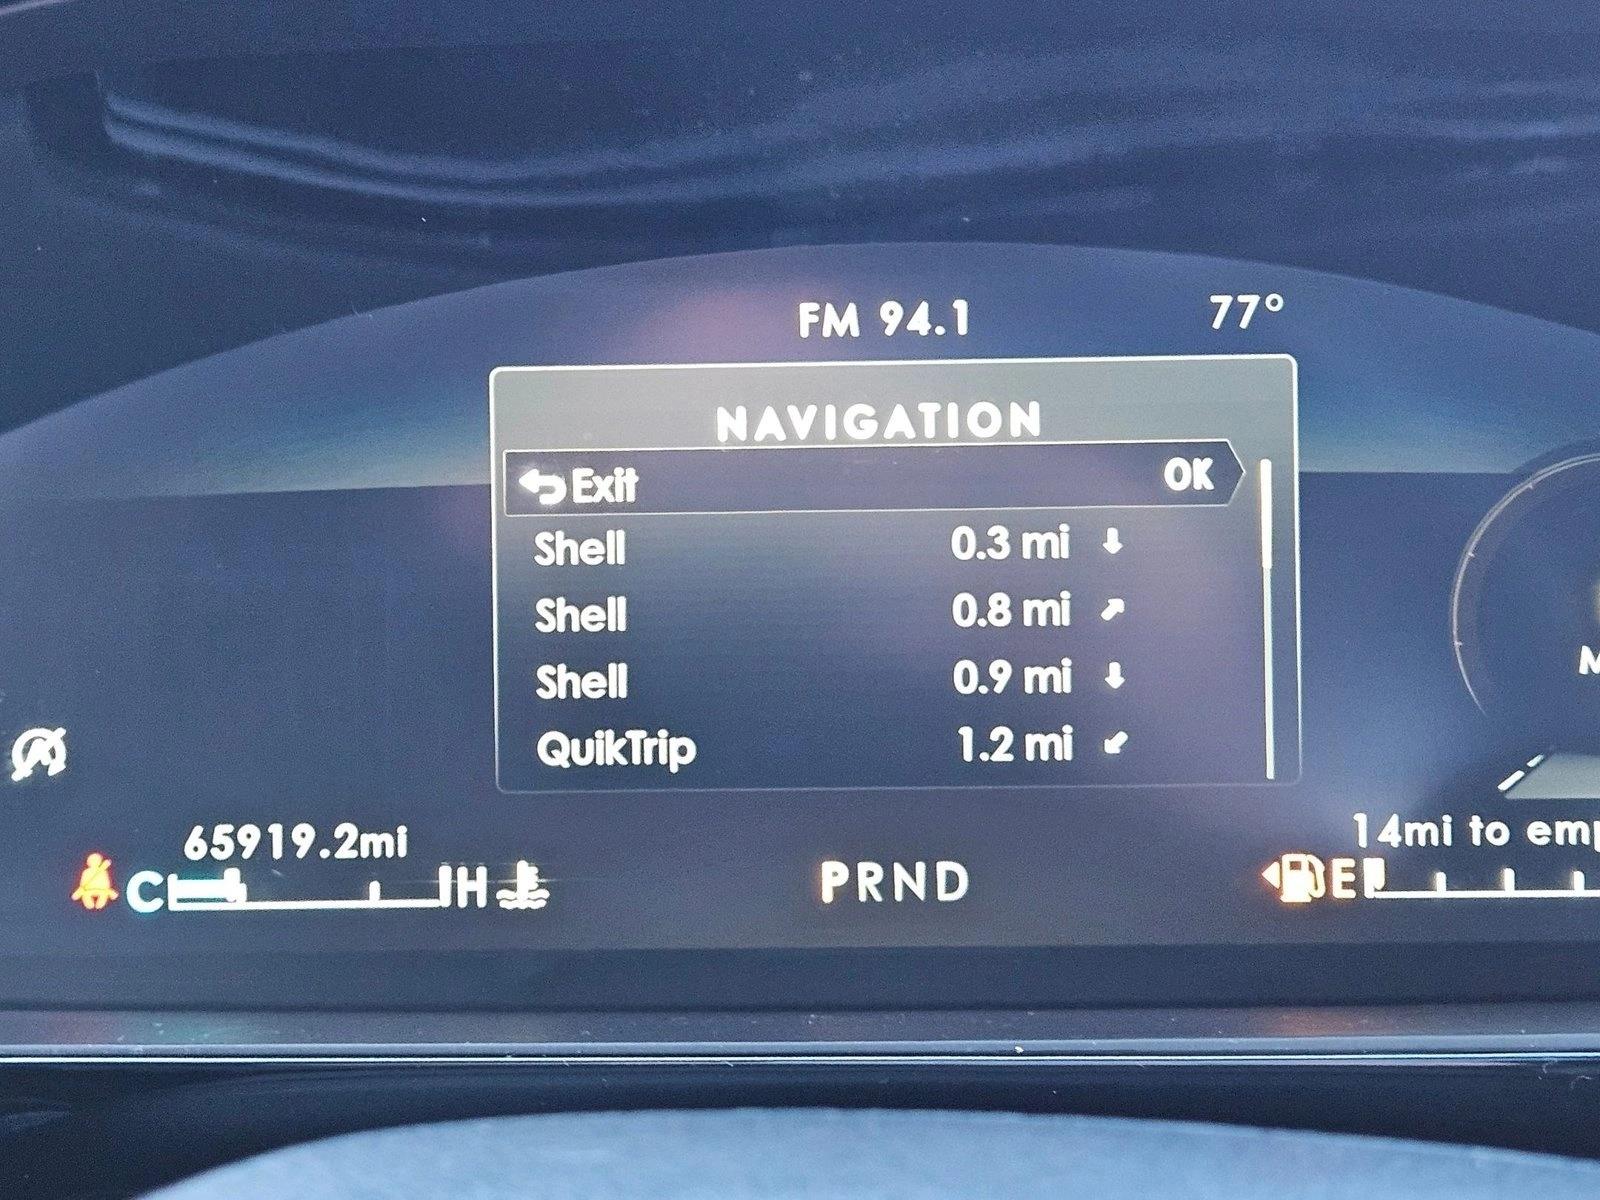 FM 94.1 77°
NAVIGATION
Exit OK
Shell 0.3 mi
Shell 0.8 mi
Shell 0.9 mi
QuikTrip 1.2 mi
65919.2mi
14mi to emp
C H
PRND
E